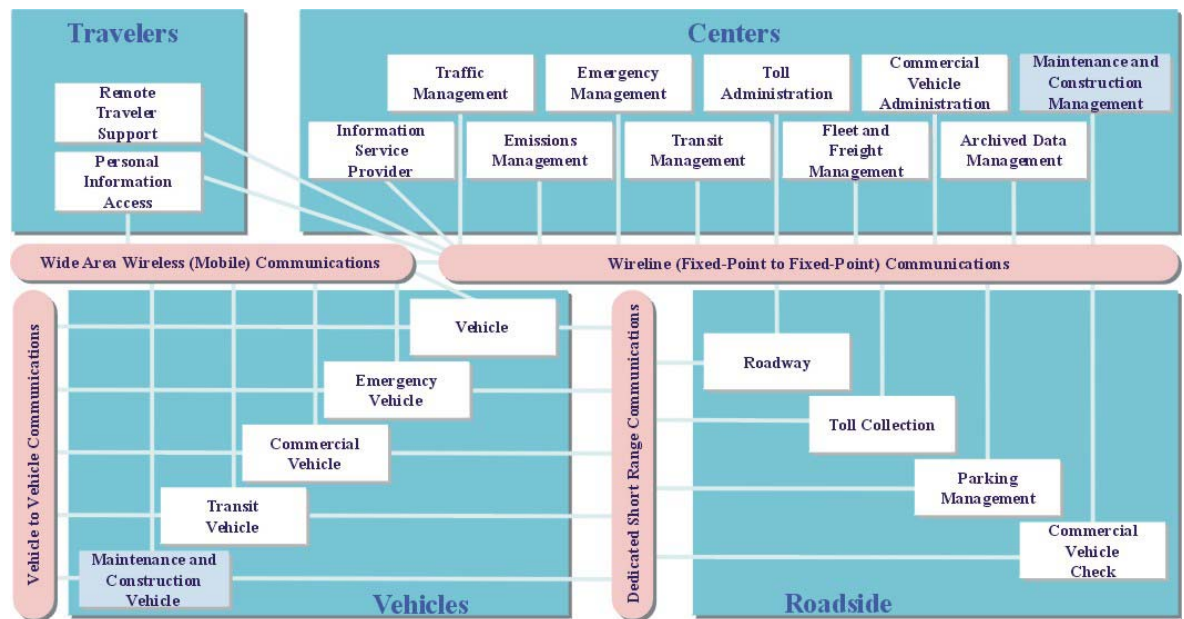 Travelers
Remote
Traveler
Support
Personal
Information
Access
Centers
Traffic
Management
Emergency
Management
Toll
Administration
Commercial
Vehicle
Administration
Maintenance and
Construction
Management
Information
Service
Provider
Emissions
Management
Transit
Management
Fleet and
Freight
Management
Archived Data
Management
Wide Area Wireless (Mobile) Communications
Wireline (Fixed-Point to Fixed-Point) Communications
Vehicle to Vehicle Communications
Vehicle
Emergency
Vehicle
Commercial
Vehicle
Transit
Vehicle
Maintenance and
Construction
Vehicle
Vehicles
Dedicated Short Range Communications
Roadway
Toll Collection
Parking
Management
Commercial
Vehicle
Check
Roadside